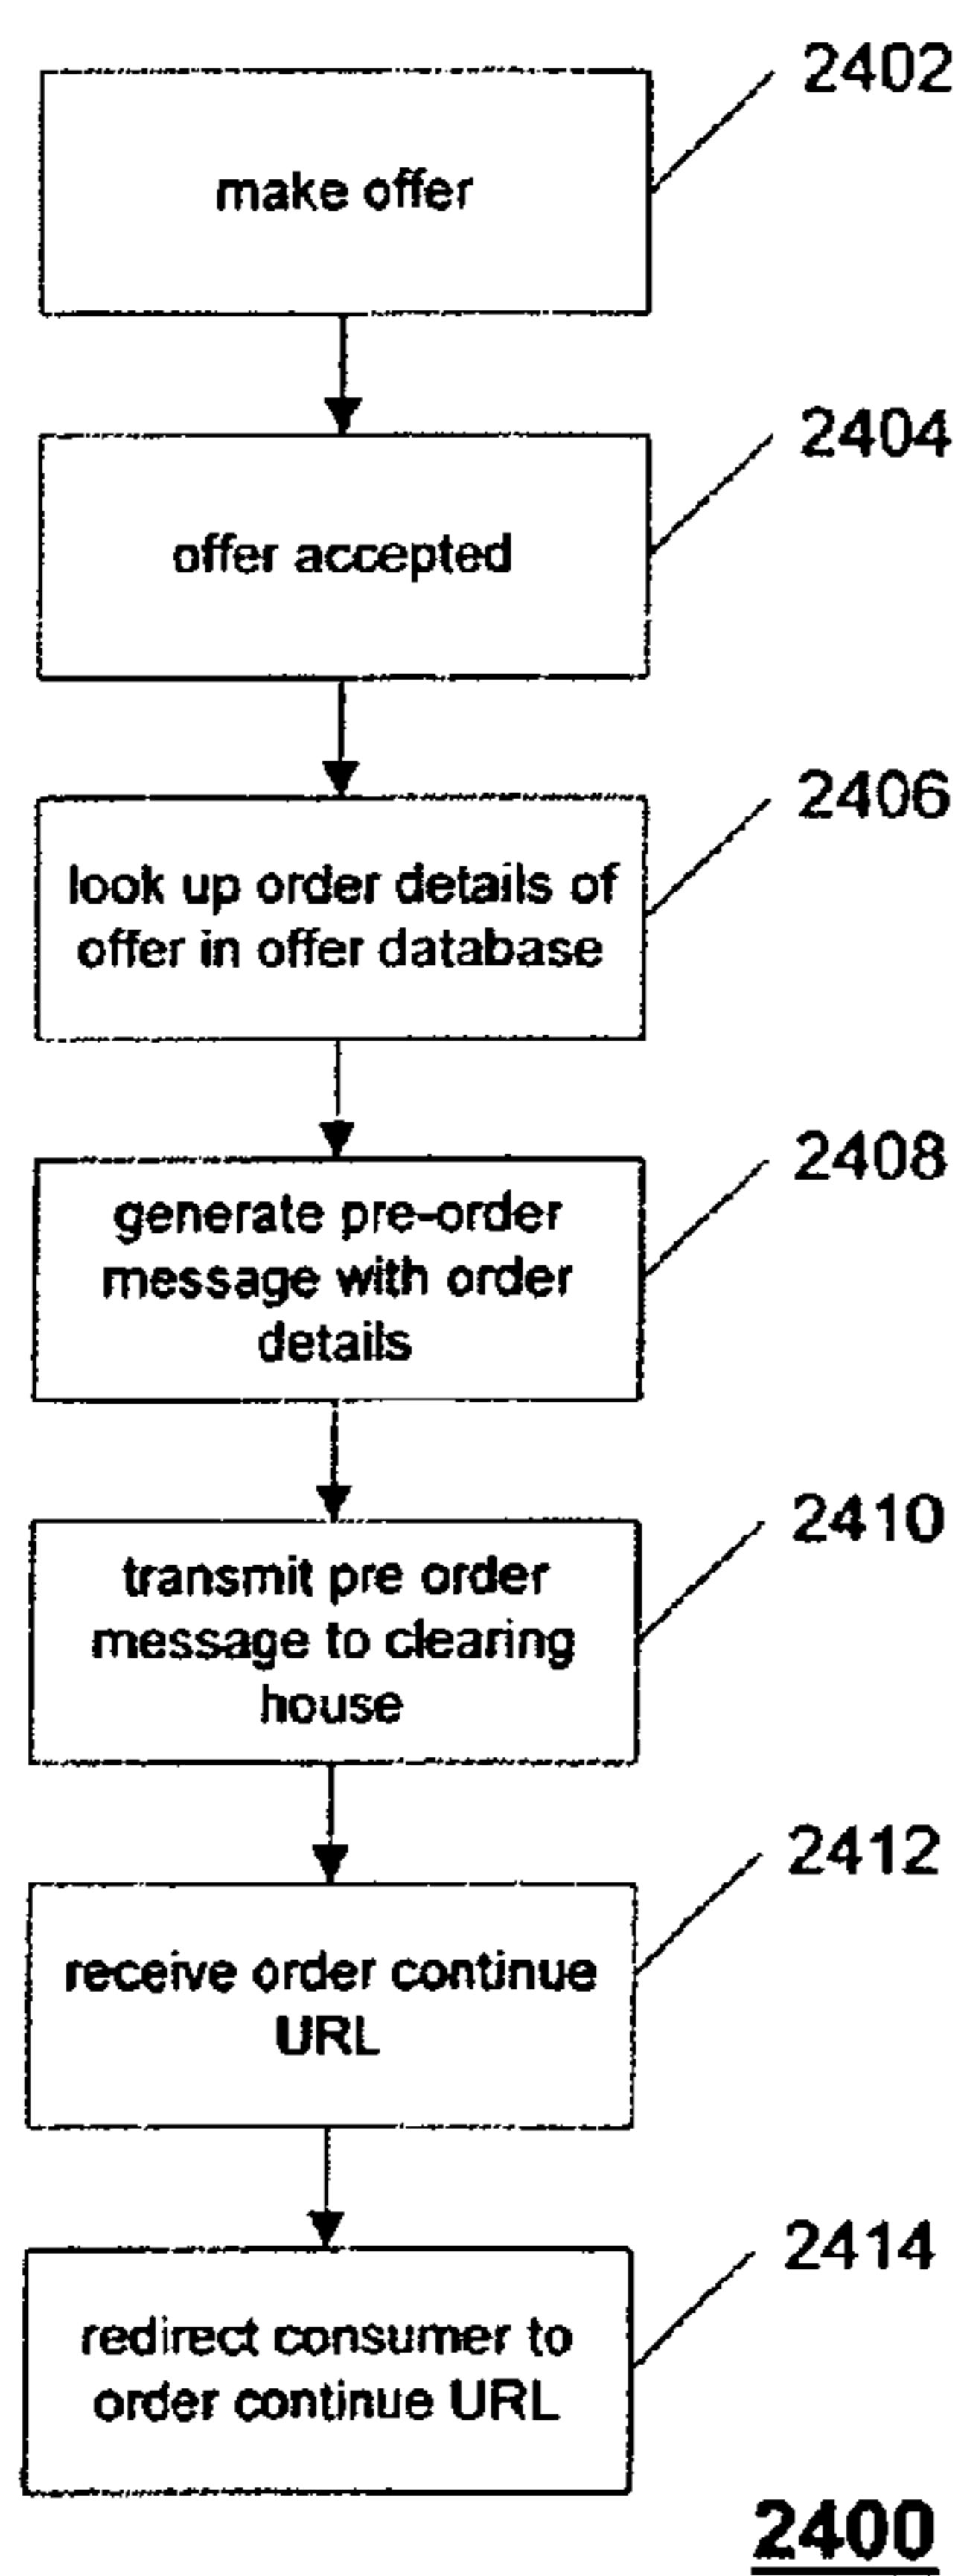 2402
make offer
2404
offer accepted
2406
look up order details of
offer in offer database
2408
generate pre-order
message with order
details
2410
transmit pre order
message to clearing
house
2412
receive order continue
URL
2414
redirect consumer to
order continue URL
2400